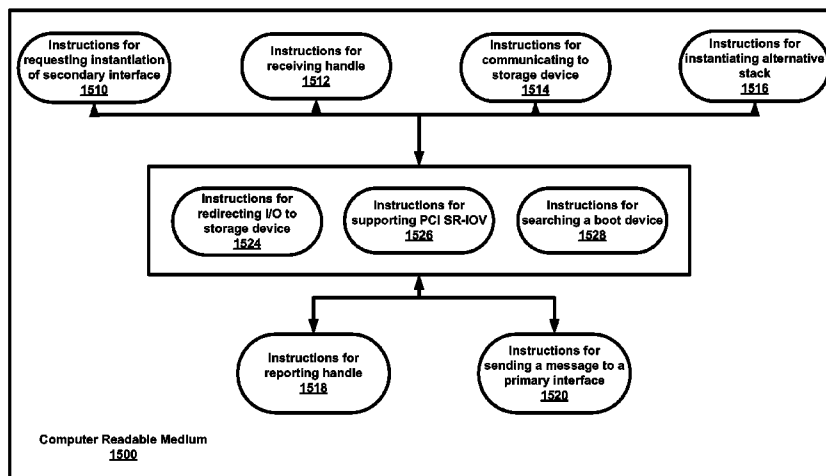 Instructions for
requesting instantiation
of secondary interface
1510
Instructions for
receiving handle
1512
Instructions for
communicating to
storage device
1514
Instructions for
instantiating alternative
stack
1516
Instructions for
redirecting I/O to
storage device
1524
Instructions for
supporting PCI SR-IOV
1526
Instructions for
searching a boot device
1528
Instructions for
reporting handle
1518
Instructions for
sending a message to a
primary interface
1520
Computer Readable Medium
1500